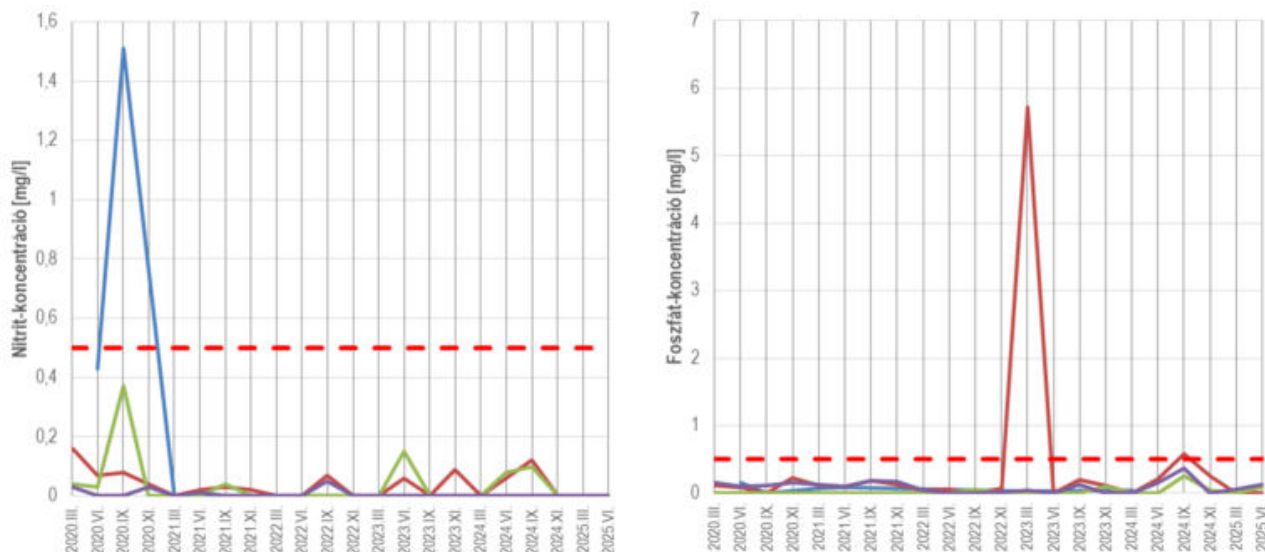 Nitrit-koncentráció [mg/l]
1,6
1,4
1,2
1
0,8
0,6
0,4
0,2
0
2020 III.
2020 VI.
2020 IX.
2020 XI.
2021 III.
2021 VI.
2021 IX.
2021 XI.
2022 III.
2022 VI.
2022 IX.
2022 XI.
2023 III.
2023 VI.
2023 IX.
2023 XI.
2024 III.
2024 VI.
2024 IX.
2024 XI.
2025 III.
2025 VI.
Foszfát-koncentráció [mg/l]
7
6
5
4
3
2
1
0
2020 III.
2020 VI.
2020 IX.
2020 XI.
2021 III.
2021 VI.
2021 IX.
2021 XI.
2022 III.
2022 VI.
2022 IX.
2022 XI.
2023 III.
2023 VI.
2023 IX.
2023 XI.
2024 III.
2024 VI.
2024 IX.
2024 XI.
2025 III
2025 VI.